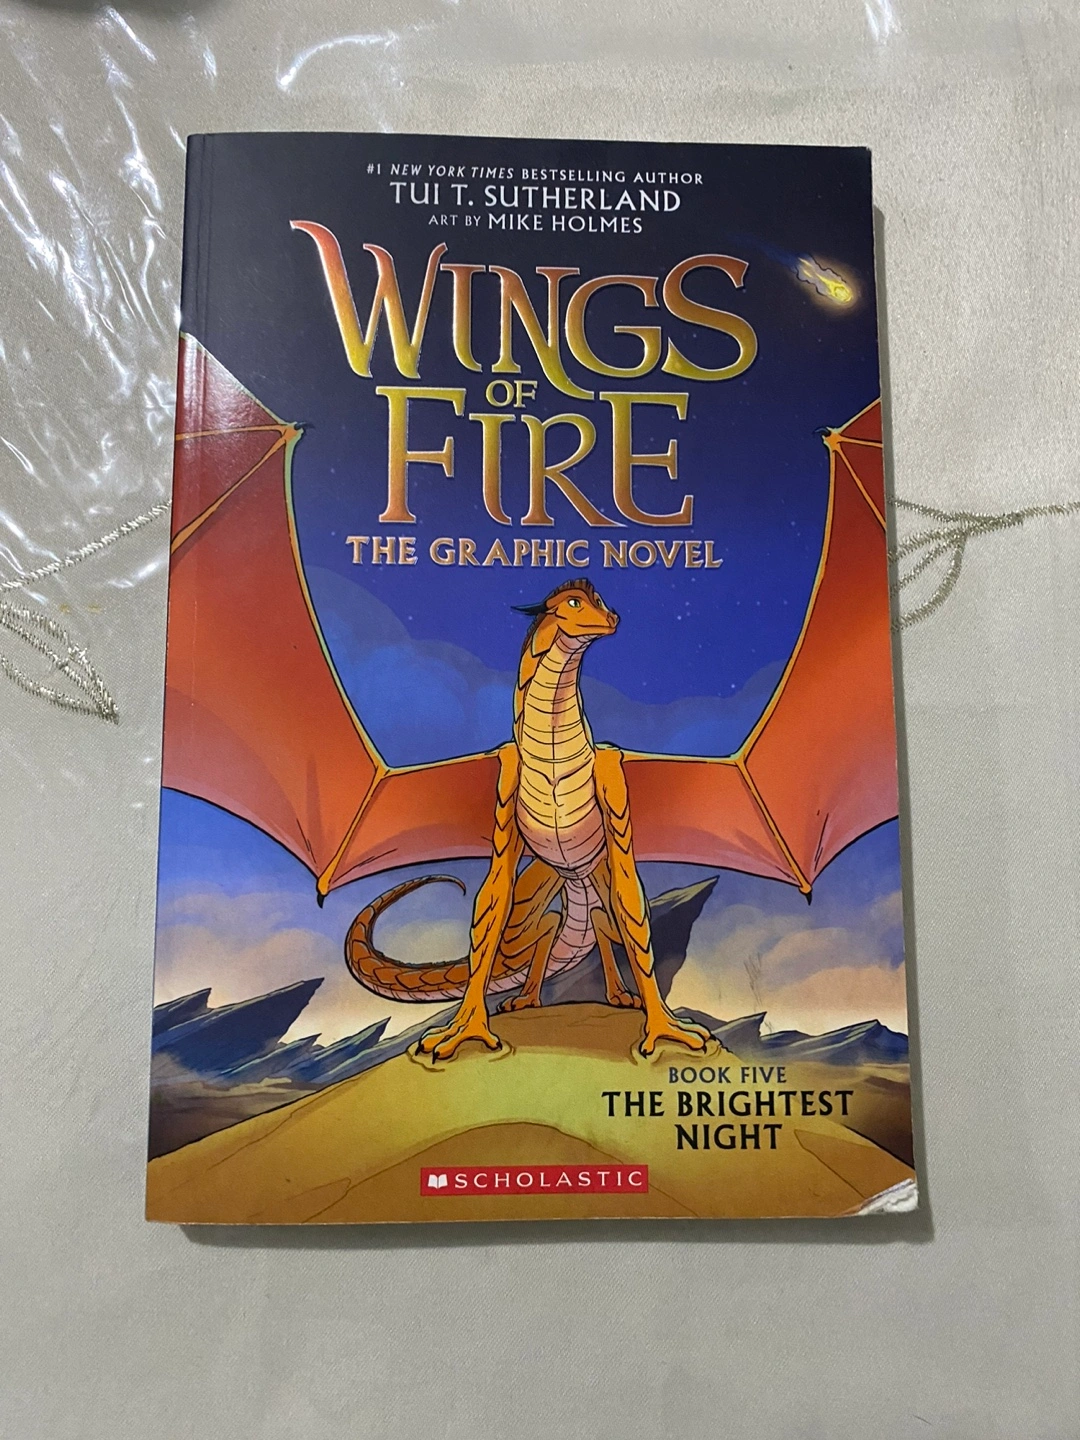 #1 NEW YORK TIMES BESTSELLING AUTHOR
TUI T. SUTHERLAND
ART BY MIKE HOLMES
WINGS
OF
FIRE
THE GRAPHIC NOVEL
BOOK FIVE
THE BRIGHTEST
NIGHT
SCHOLASTIC